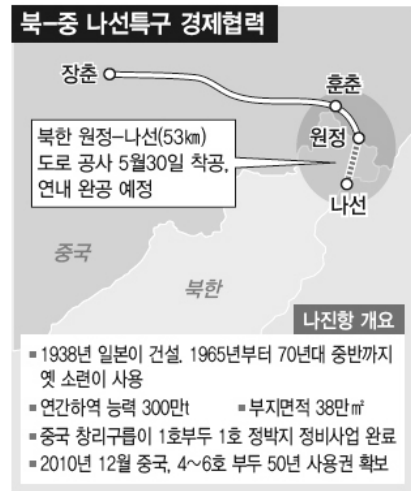 북-중 나선특구 경제협력
장춘
훈춘
원정
나선
북한 원정-나선(53㎞)
도로 공사 5월30일 착공,
연내 완공 예정
중국
북한
나진항 개요
▪1938년 일본이 건설, 1965년부터 70년대 중반까지
옛 소련이 사용
▪연간하역 능력 300만t ▪부지면적 38만㎡
▪중국 창리구룹이 1호부두 1호 정박지 정비사업 완료
▪2010년 12월 중국, 4~6호 부두 50년 사용권 확보